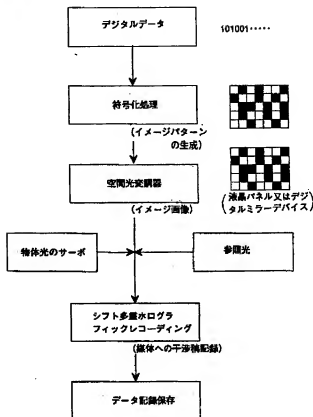 デジタルデータ
101001‥‥‥
符号化処理
(イメージパターン
の生成)
空間光変調器
(イメージ画像)
(液晶パネル又はデジ
タルミラーデバイス)
物体光のサーボ
参照光
シフト多重ホログラ
フィックレコーディング
(媒体への干渉縞記録)
データ記録保存